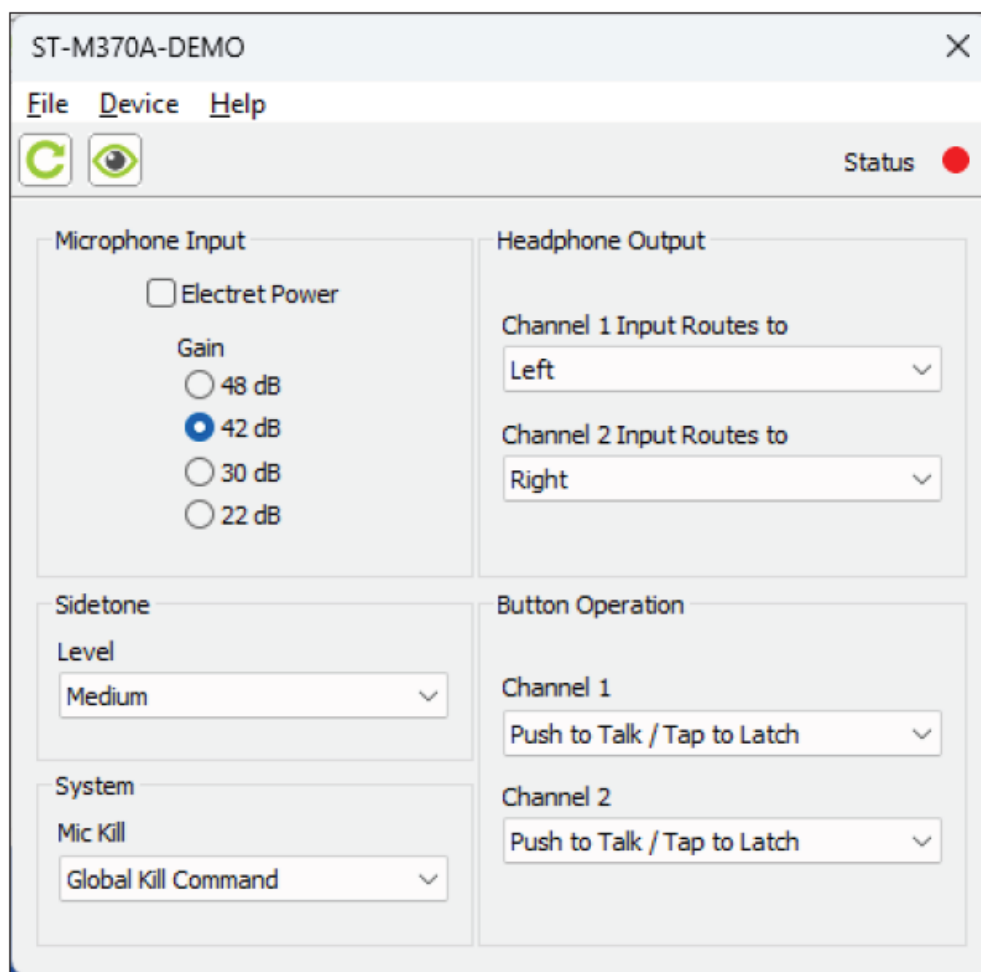 ST-M370A-DEMO
File Device Help
Status
Microphone Input
Electret Power
Gain
48 dB
42 dB
30 dB
22 dB
Headphone Output
Channel 1 Input Routes to
Left
Channel 2 Input Routes to
Right
Sidetone
Level
Medium
System
Mic Kill
Global Kill Command
Button Operation
Channel 1
Push to Talk / Tap to Latch
Channel 2
Push to Talk / Tap to Latch